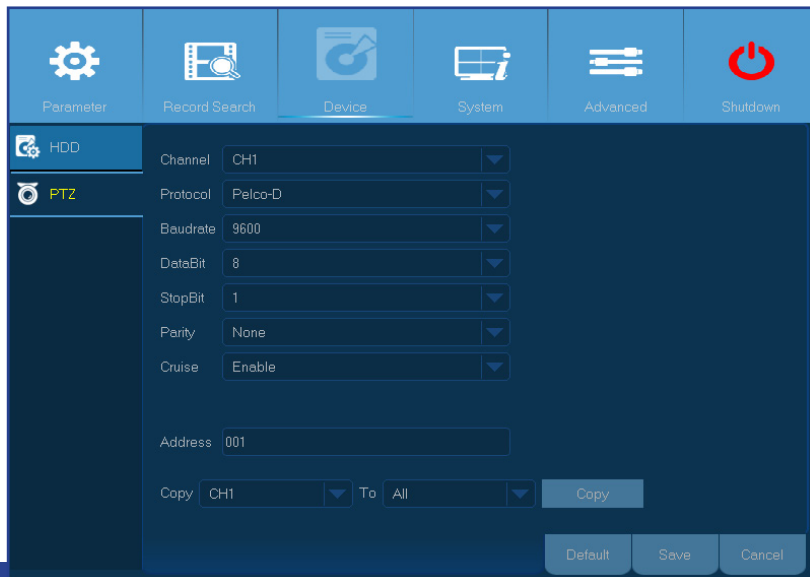 Parameter Record Search Device System Advanced Shutdown
HDD
PTZ
Channel CH1
Protocol Pelco-D
Baudrate 9600
DataBit 8
StopBit 1
Parity None
Cruise Enable
Address 001
Copy CH1 To All Copy
Default Save Cancel